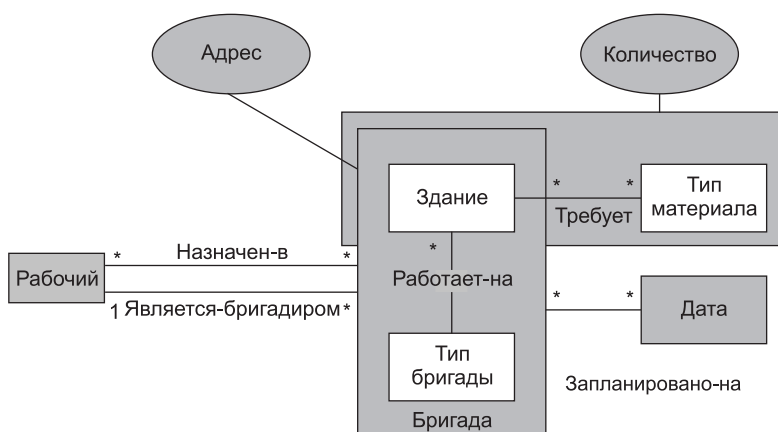 Адрес
Количество
Здание
*
*
Тип
материала
Требует
*
Назначен-в
*
*
Рабочий
Работает-на
1
Является-бригадиром
*
*
*
Дата
Тип
бригады
Запланировано-на
Бригада